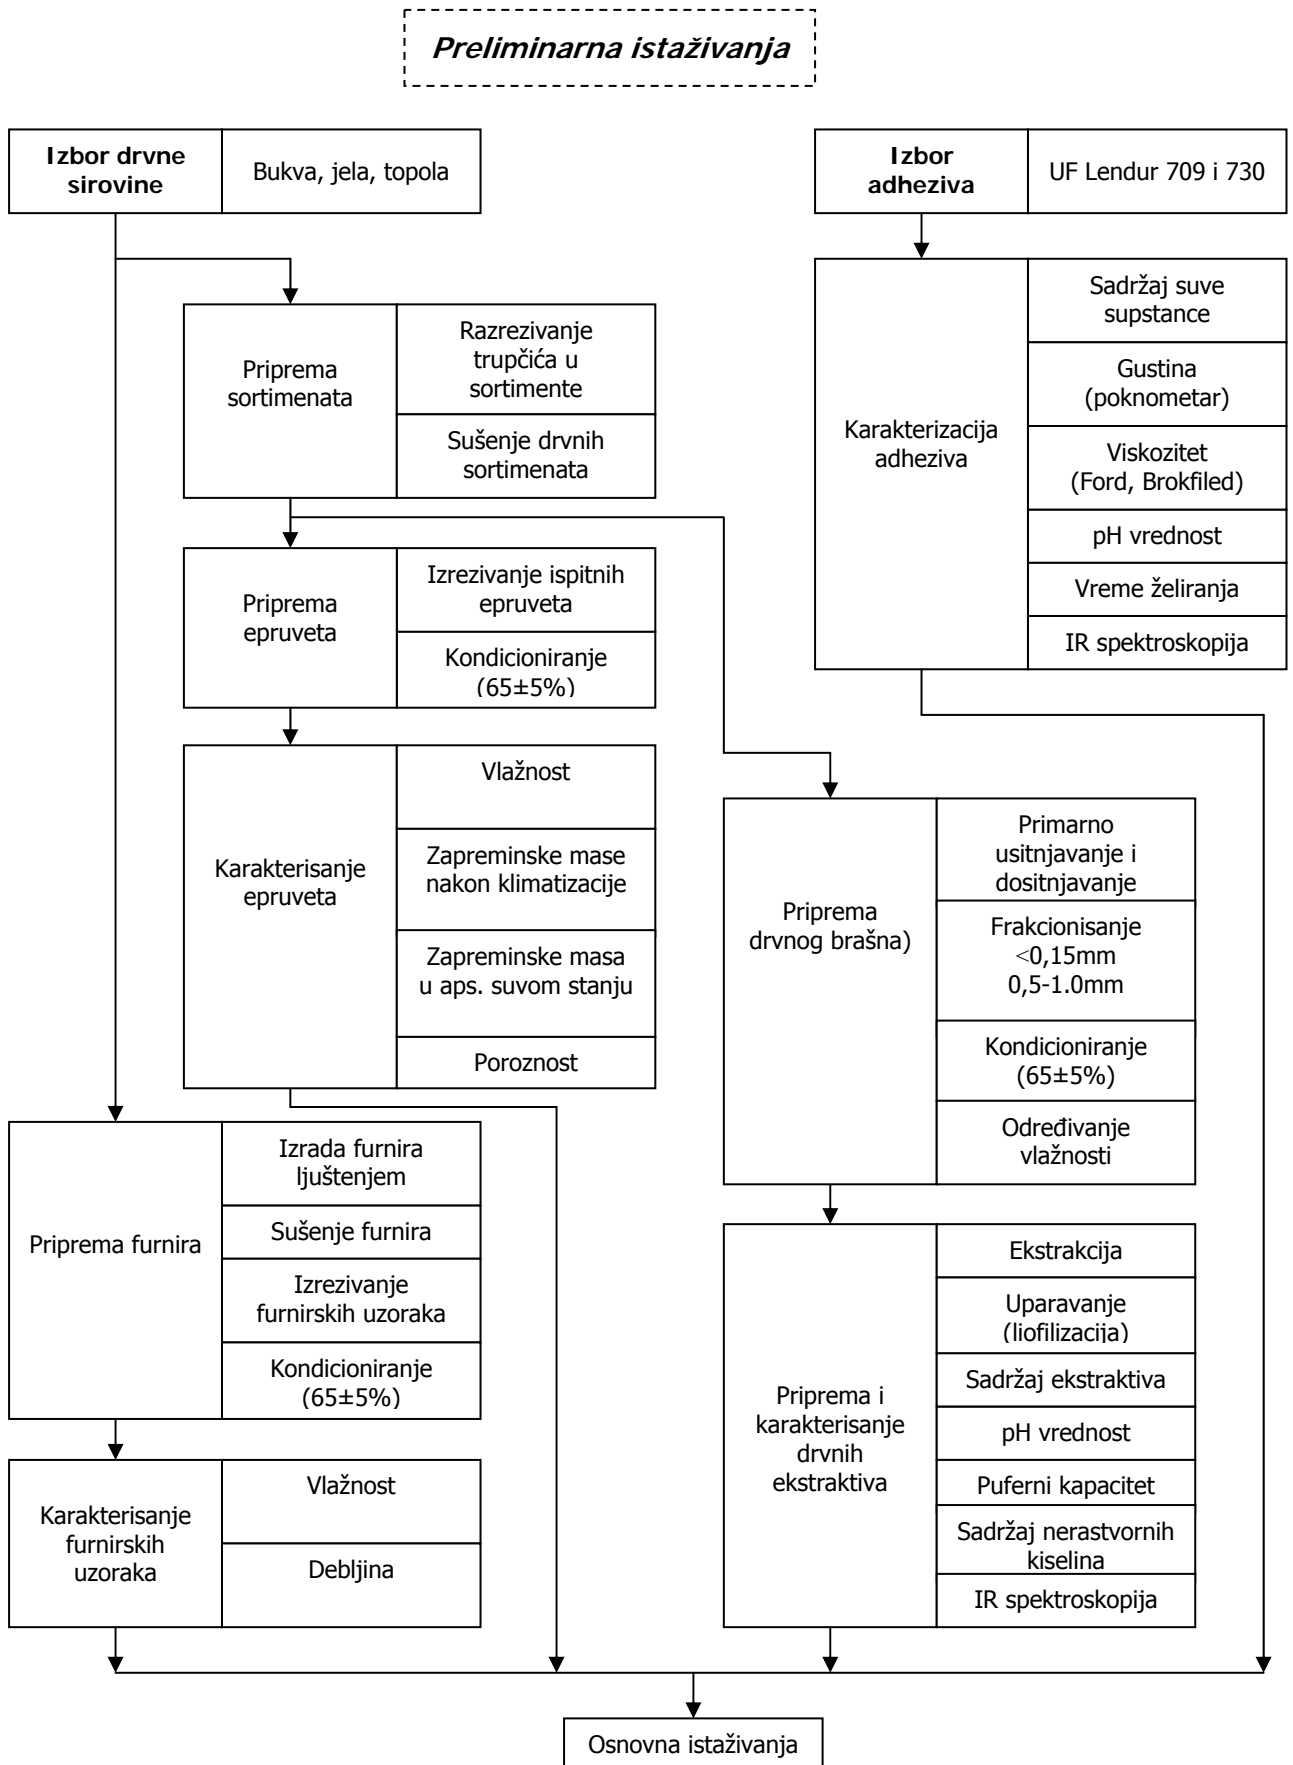 Preliminarna istaživanja
Izbor drvne
sirovine
Bukva, jela, topola
Izbor
adheziva
UF Lendur 709 i 730
Priprema
sortimenata
Razrezivanje
trupčića u
sortimente
Sušenje drvnih
sortimenata
Karakterizacija
adheziva
Sadržaj suve
supstance
Gustina
(poknometar)
Viskozitet
(Ford, Brokfiled)
pH vrednost
Vreme želiranja
IR spektroskopija
Priprema
epruveta
Izrezivanje ispitnih
epruveta
Kondicioniranje
(65±5%)
Karakterisanje
epruveta
Vlažnost
Zapreminske mase
nakon klimatizacije
Zapreminske masa
u aps. suvom stanju
Poroznost
Priprema
drvnog brašna)
Primarno
usitnjavanje i
dositnjavanje
Frakcionisanje
<0,15mm
0,5-1.0mm
Kondicioniranje
(65±5%)
Određivanje
vlažnosti
Priprema furnira
Izrada furnira
ljuštenjem
Sušenje furnira
Izrezivanje
furnirskih uzoraka
Kondicioniranje
(65±5%)
Priprema i
karakterisanje
drvnih
ekstraktiva
Ekstrakcija
Uparavanje
(liofilizacija)
Sadržaj ekstraktiva
pH vrednost
Puferni kapacitet
Sadržaj nerastvornih
kiselina
IR spektroskopija
Karakterisanje
furnirskih
uzoraka
Vlažnost
Debljina
Osnovna istaživanja